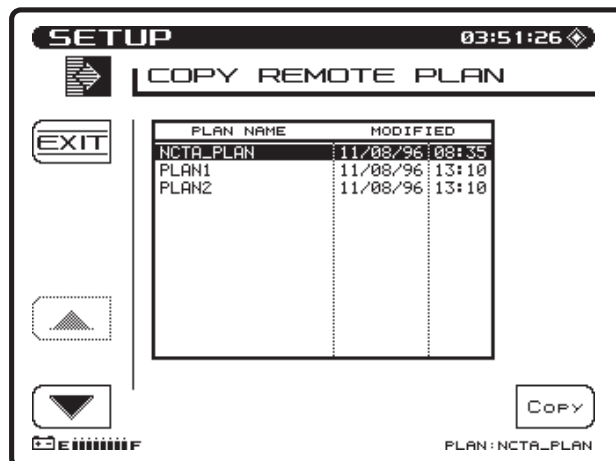 SETUP 03:51:26
COPY REMOTE PLAN
EXIT
PLAN NAME MODIFIED
NCTA_PLAN 11/08/96 08:35
PLAN1 11/08/96 13:10
PLAN2 11/08/96 13:10
Copy
E F PLAN:NCTA_PLAN